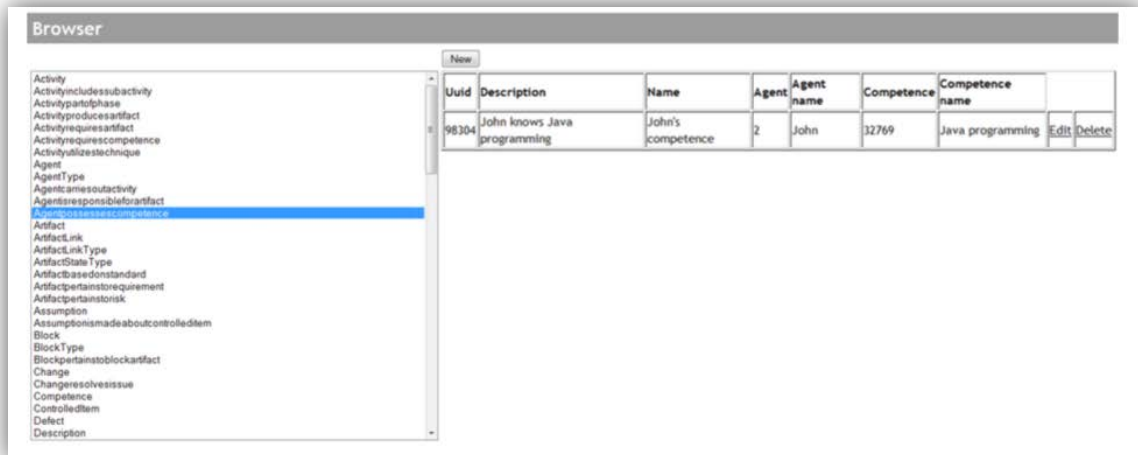 Browser
New
Activity
Activityincludessubactivity
Activitypartofphase
Activityproducesartifact
Activityrequiresartifact
Activityrequirescompetence
Activityutilizestechnique
Agent
AgentType
Agentcarriesoutactivity
Agentisresponsibleforartifact
Agentpossessescompetence
Artifact
ArtifactLink
ArtifactLinkType
ArtifactStateType
Artifactbasedonstandard
Artifactpertainstorequirement
Artifactpertainstorisk
Assumption
Assumptionismadeaboutcontrolleditem
Block
BlockType
Blockpertainstoblockartifact
Change
Changeresolvesissue
Competence
ControlledItem
Defect
Description
Uuid Description Name Agent Agent name Competence Competence name
98304 John knows Java programming John's competence 2 John 32769 Java programming Edit Delete